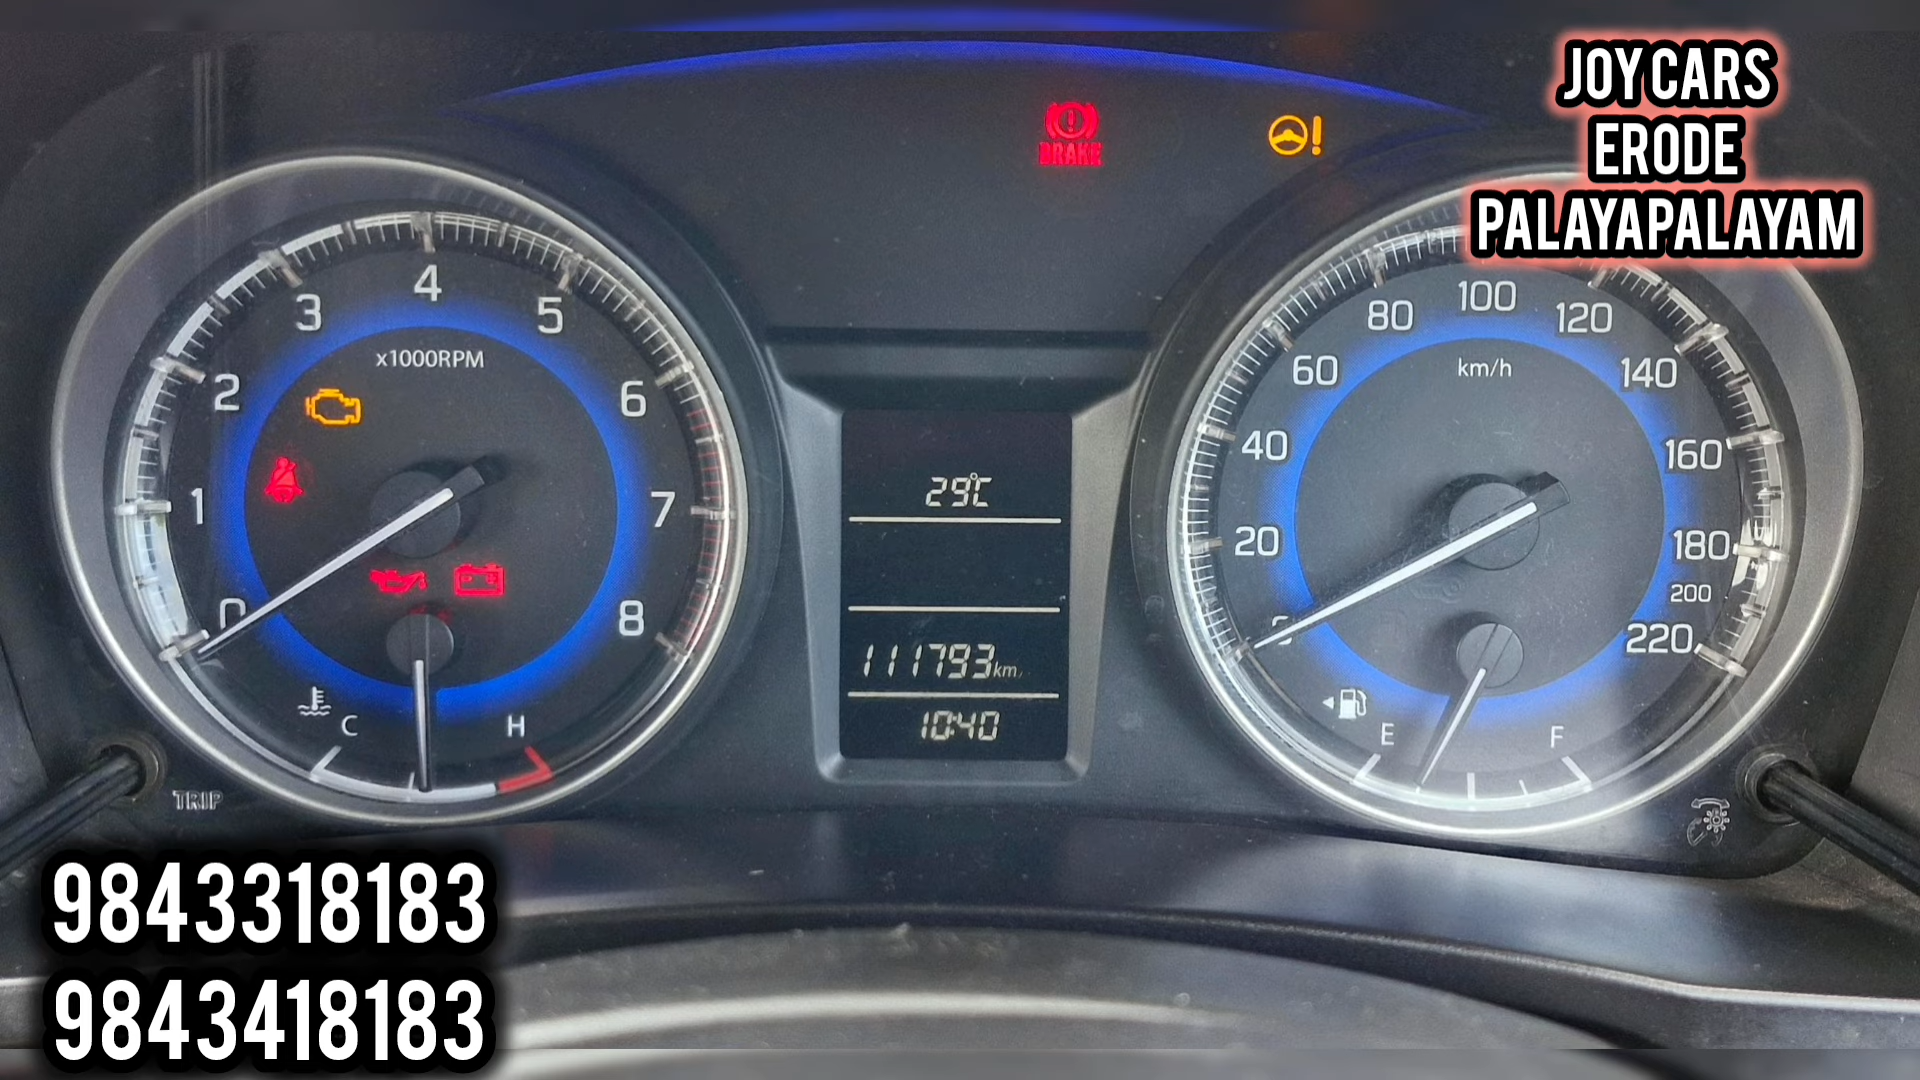 JOY CARS
ERODE
PALAYAPALAYAM
BRAKE
0 1 2 3 4 5 6 7 8
x1000RPM
C H
TRIP
29°C
111793km
10:40
20 40 60 80 100 120 140 160 180 200 220
km/h
E F
9843318183
9843418183